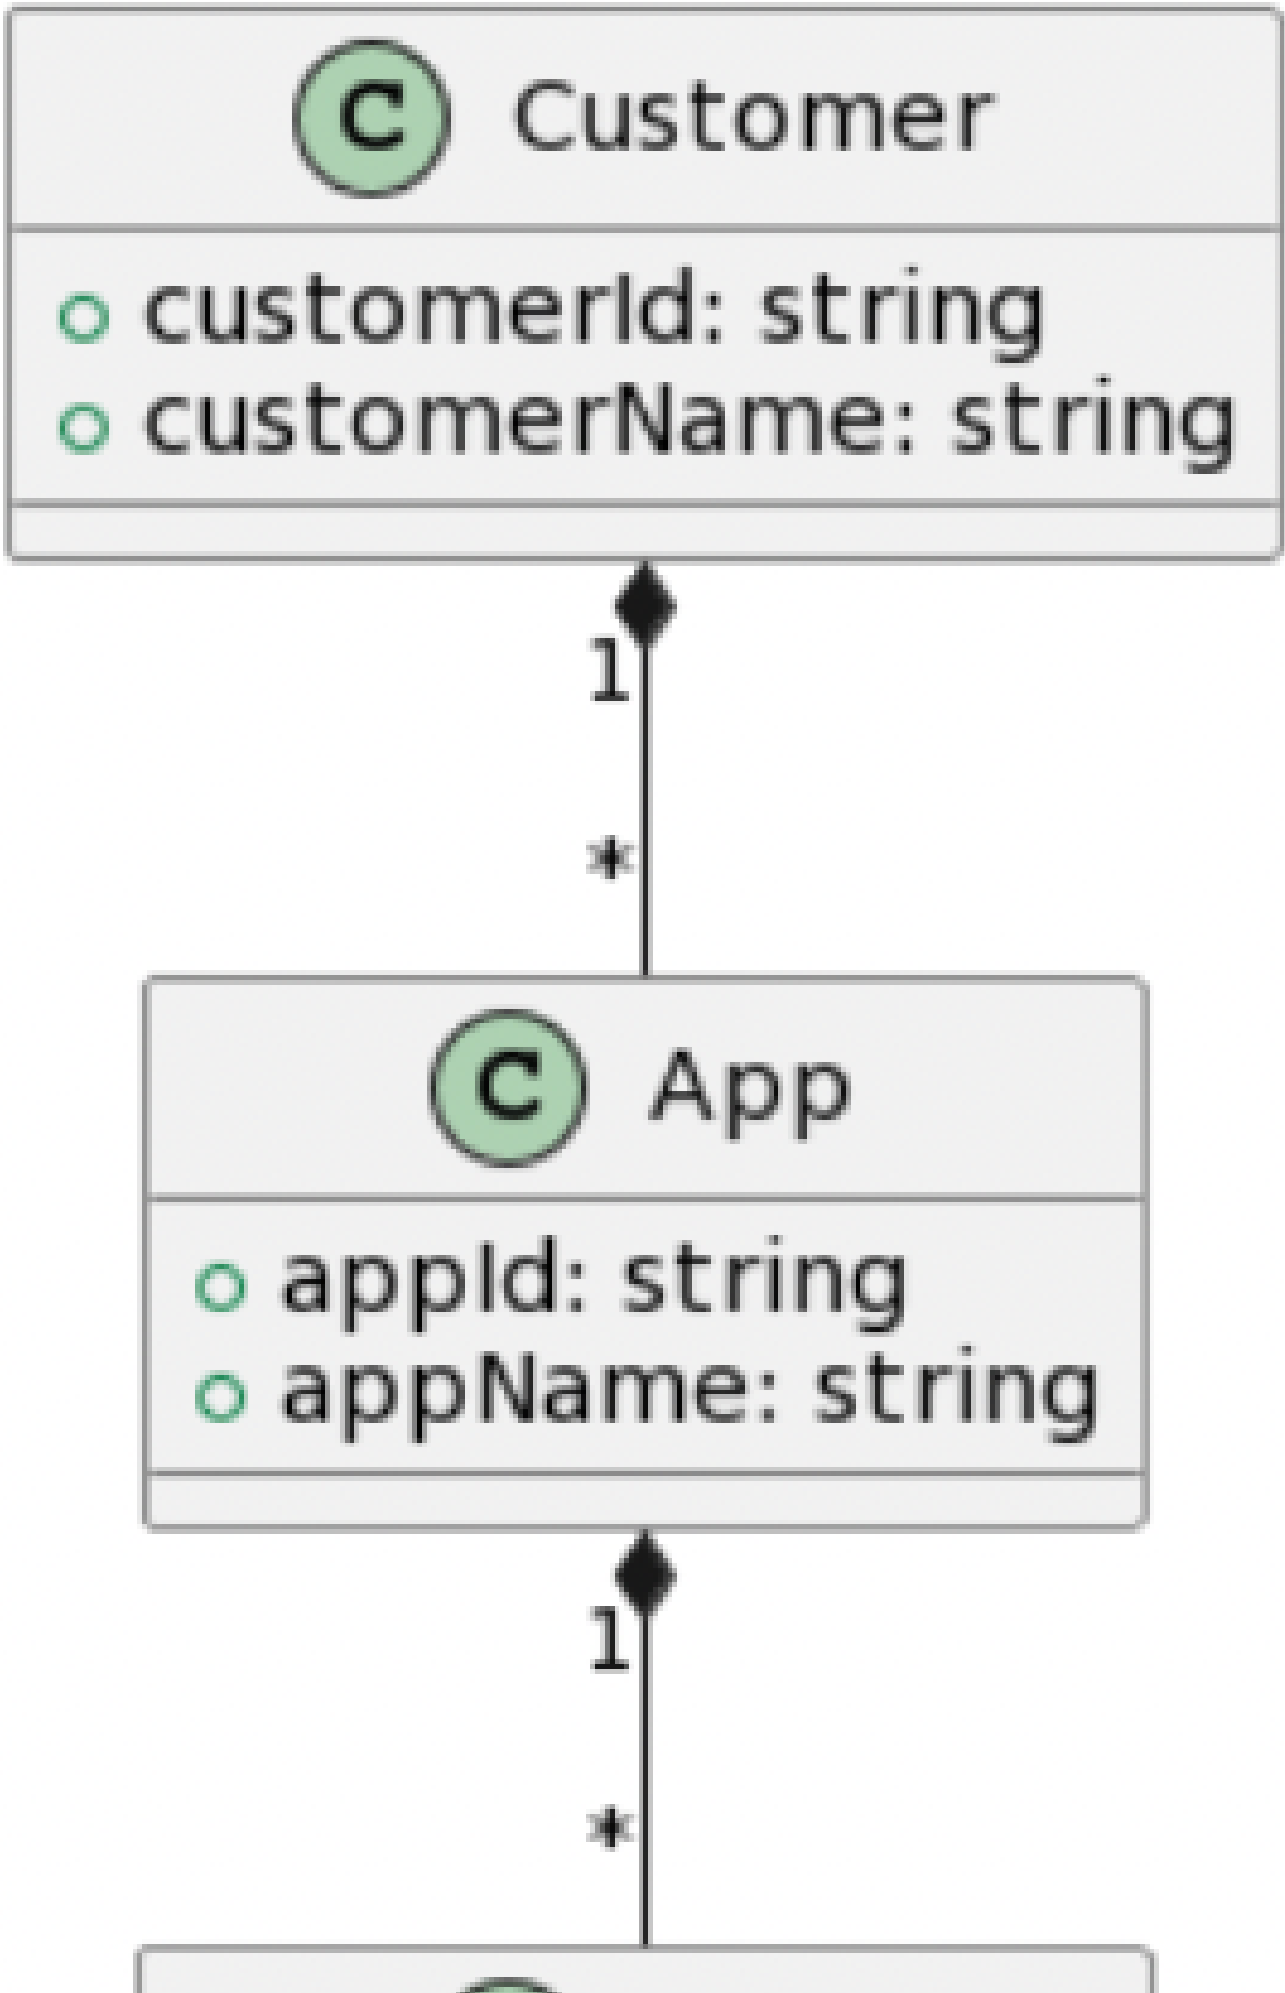 C Customer
customerId: string
customerName: string
1
*
C App
appId: string
appName: string
1
*